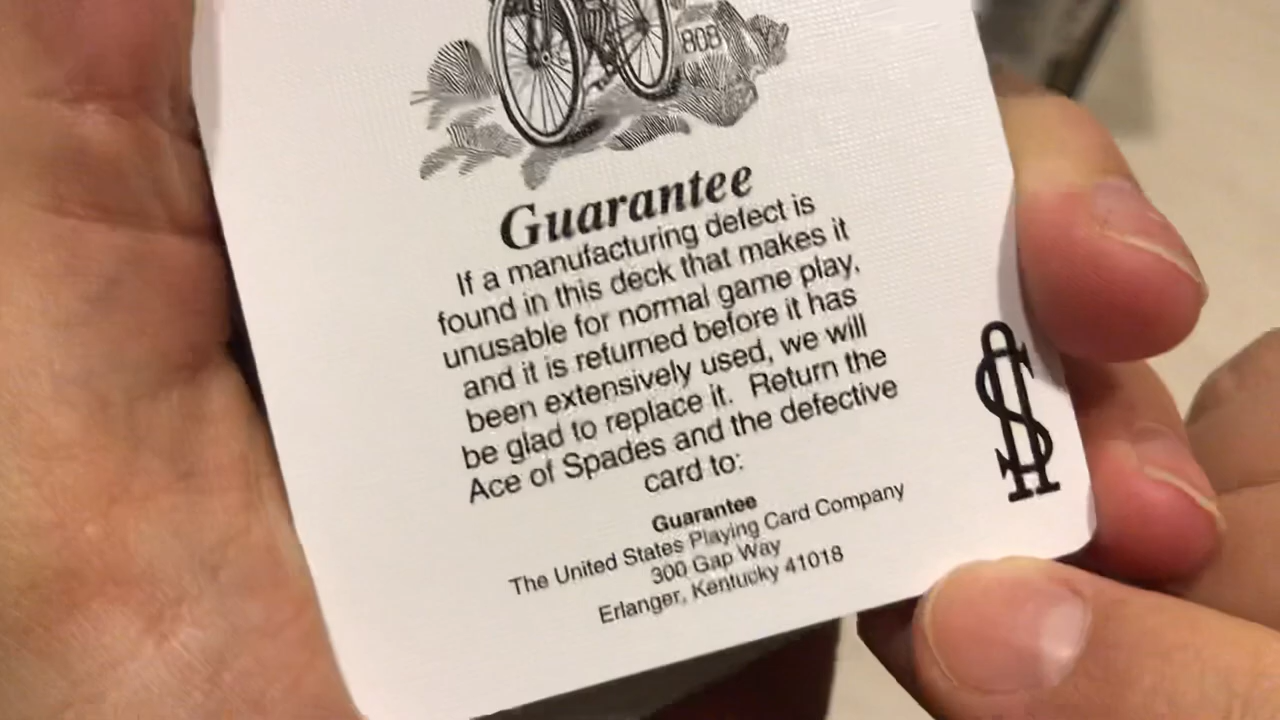 808
Guarantee
If a manufacturing defect is
found in this deck that makes it
unusable for normal game play,
and it is returned before it has
been extensively used, we will
be glad to replace it. Return the
Ace of Spades and the defective
card to:
Guarantee
The United States Playing Card Company
300 Gap Way
Erlanger, Kentucky 41018